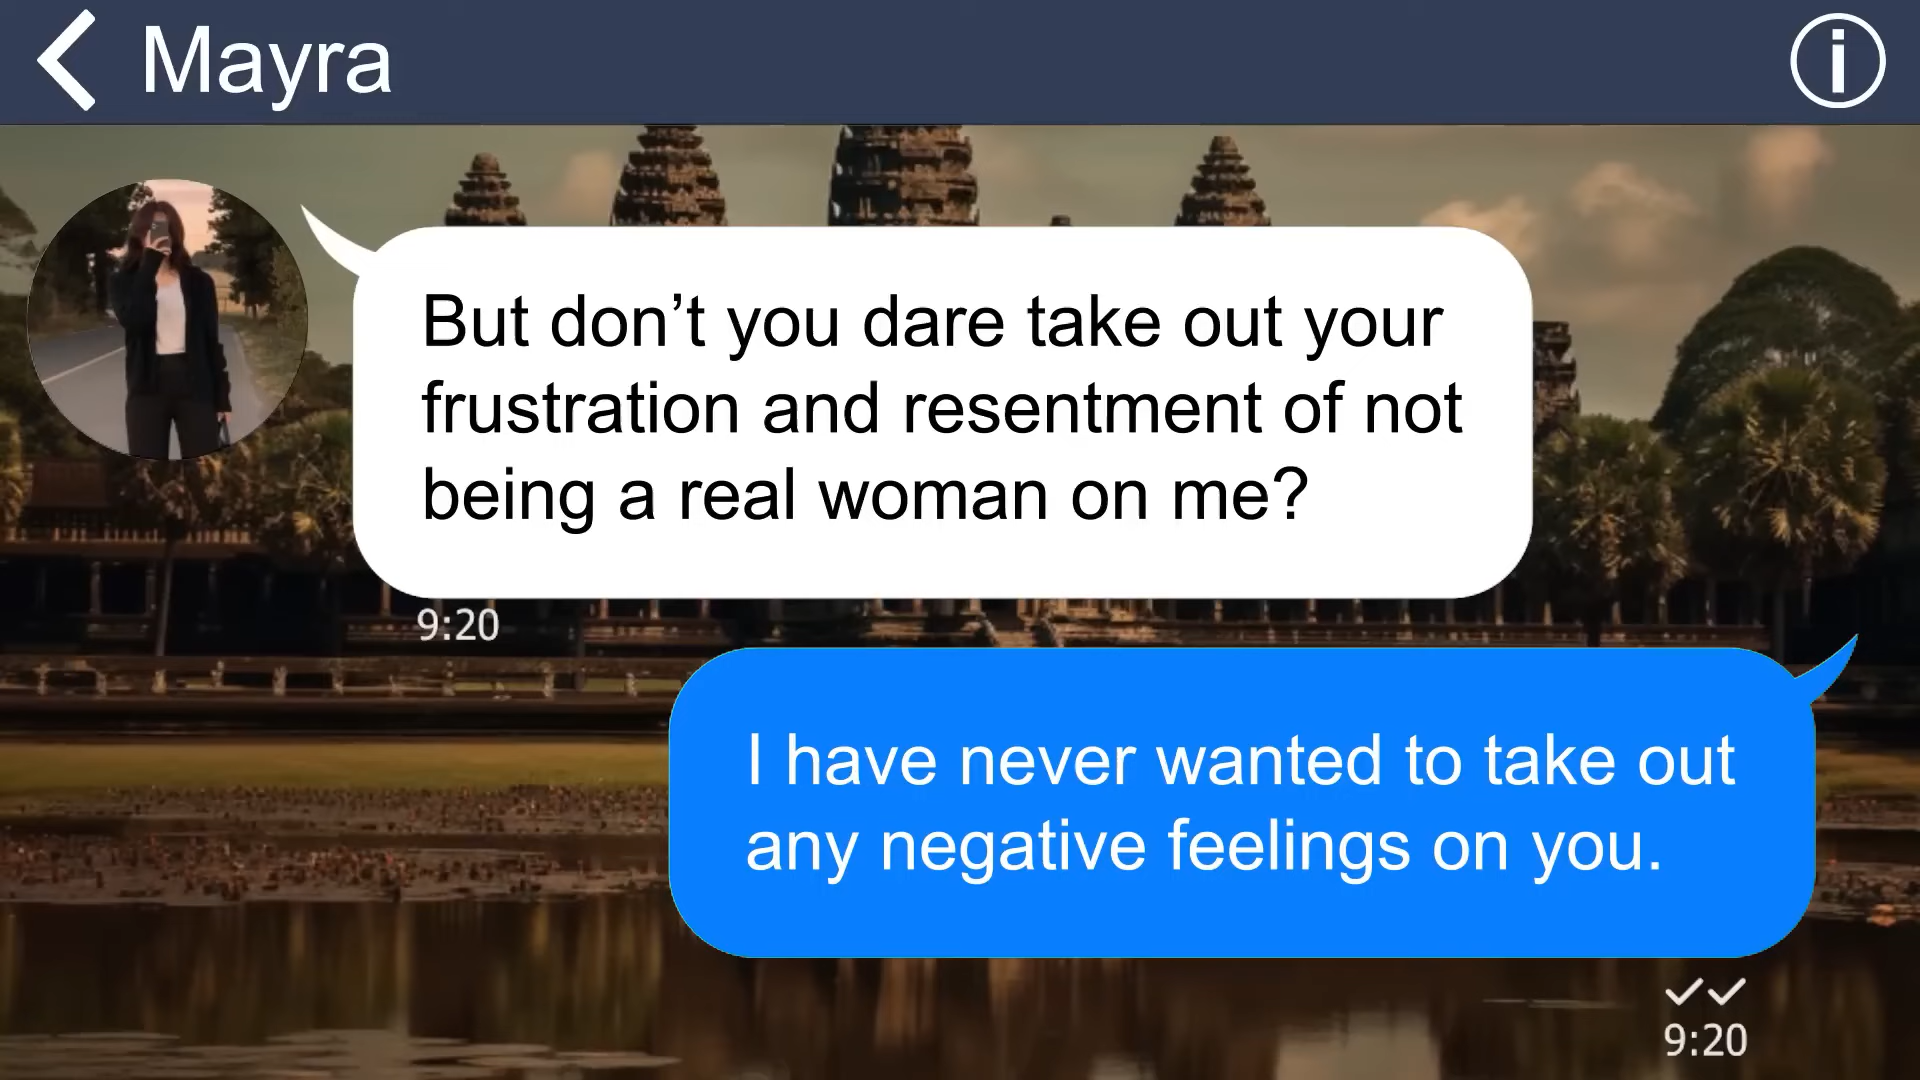 Mayra
But don’t you dare take out your
frustration and resentment of not
being a real woman on me?
9:20
I have never wanted to take out
any negative feelings on you.
9:20